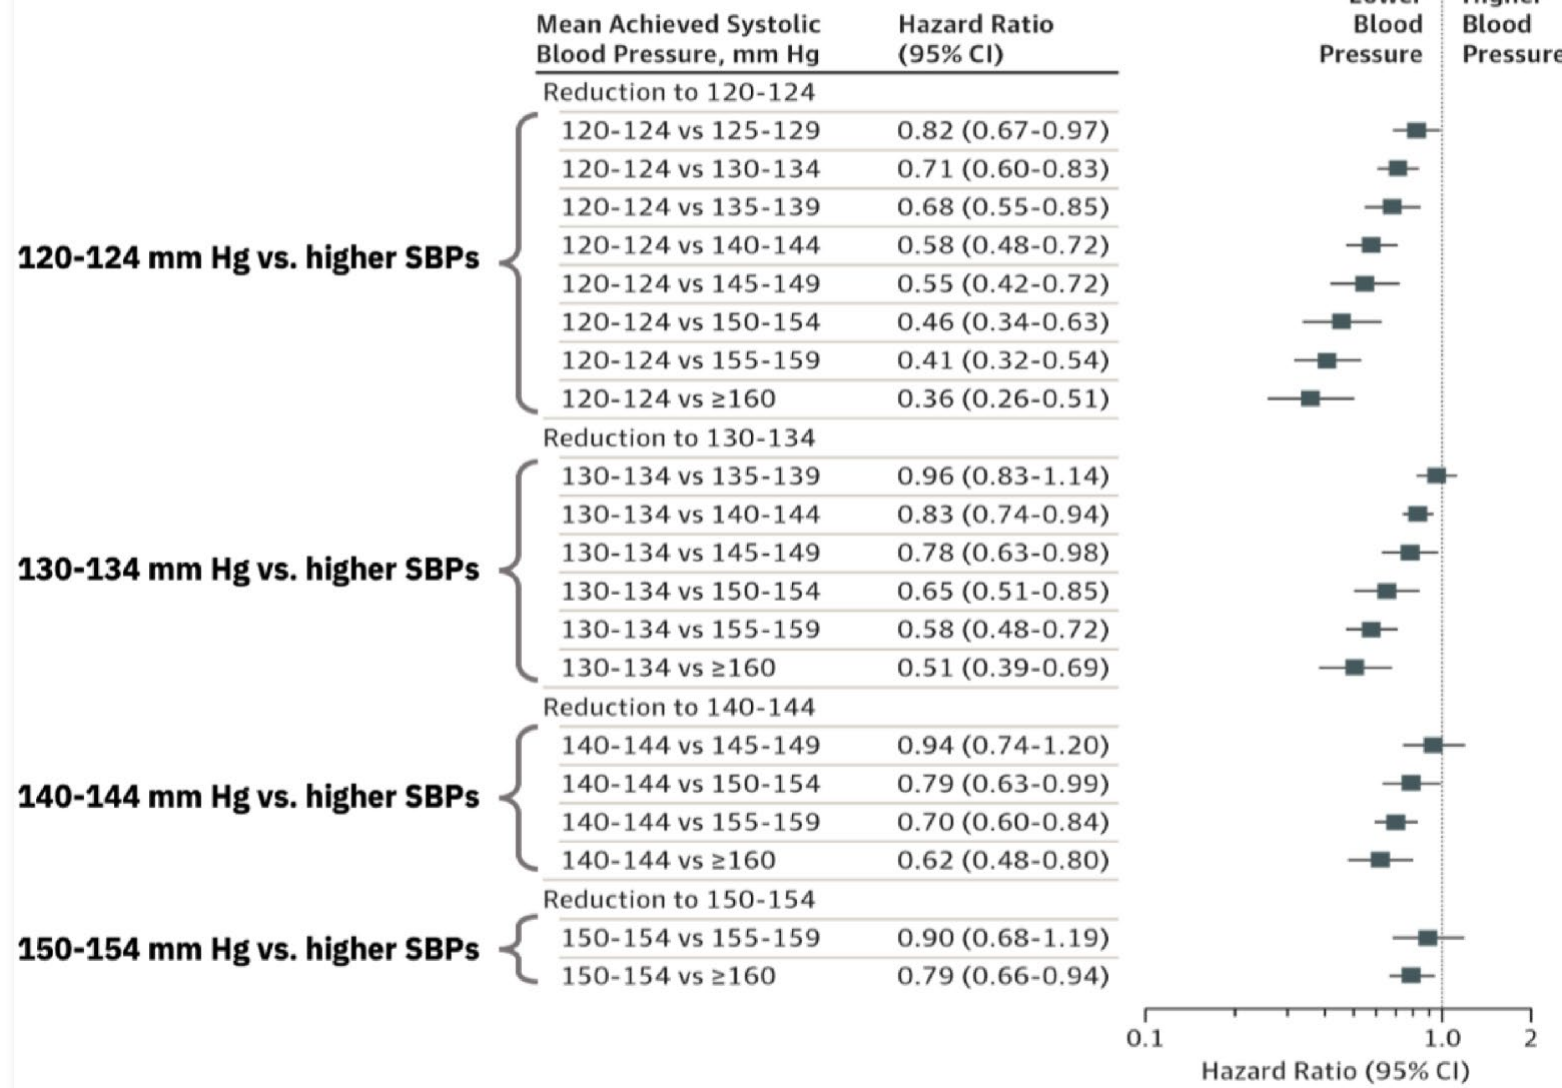 Mean Achieved Systolic Blood Pressure, mm Hg
Hazard Ratio (95% CI)
Lower Blood Pressure
Higher Blood Pressure
Reduction to 120-124
120-124 vs 125-129 0.82 (0.67-0.97)
120-124 vs 130-134 0.71 (0.60-0.83)
120-124 vs 135-139 0.68 (0.55-0.85)
120-124 mm Hg vs. higher SBPs
120-124 vs 140-144 0.58 (0.48-0.72)
120-124 vs 145-149 0.55 (0.42-0.72)
120-124 vs 150-154 0.46 (0.34-0.63)
120-124 vs 155-159 0.41 (0.32-0.54)
120-124 vs ≥160 0.36 (0.26-0.51)
Reduction to 130-134
130-134 vs 135-139 0.96 (0.83-1.14)
130-134 vs 140-144 0.83 (0.74-0.94)
130-134 vs 145-149 0.78 (0.63-0.98)
130-134 mm Hg vs. higher SBPs
130-134 vs 150-154 0.65 (0.51-0.85)
130-134 vs 155-159 0.58 (0.48-0.72)
130-134 vs ≥160 0.51 (0.39-0.69)
Reduction to 140-144
140-144 vs 145-149 0.94 (0.74-1.20)
140-144 vs 150-154 0.79 (0.63-0.99)
140-144 mm Hg vs. higher SBPs
140-144 vs 155-159 0.70 (0.60-0.84)
140-144 vs ≥160 0.62 (0.48-0.80)
Reduction to 150-154
150-154 mm Hg vs. higher SBPs
150-154 vs 155-159 0.90 (0.68-1.19)
150-154 vs ≥160 0.79 (0.66-0.94)
0.1 1.0 2
Hazard Ratio (95% CI)